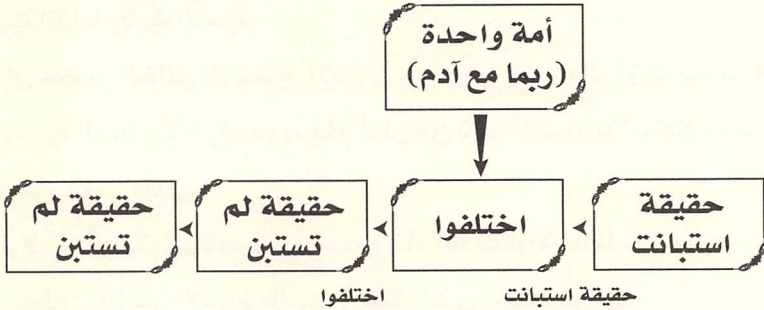 أمة واحدة
(ربما مع آدم)
حقيقة
استبانت
اختلفوا
حقيقة لم
تستبن
حقيقة لم
تستبن
حقيقة استبانت
اختلفوا